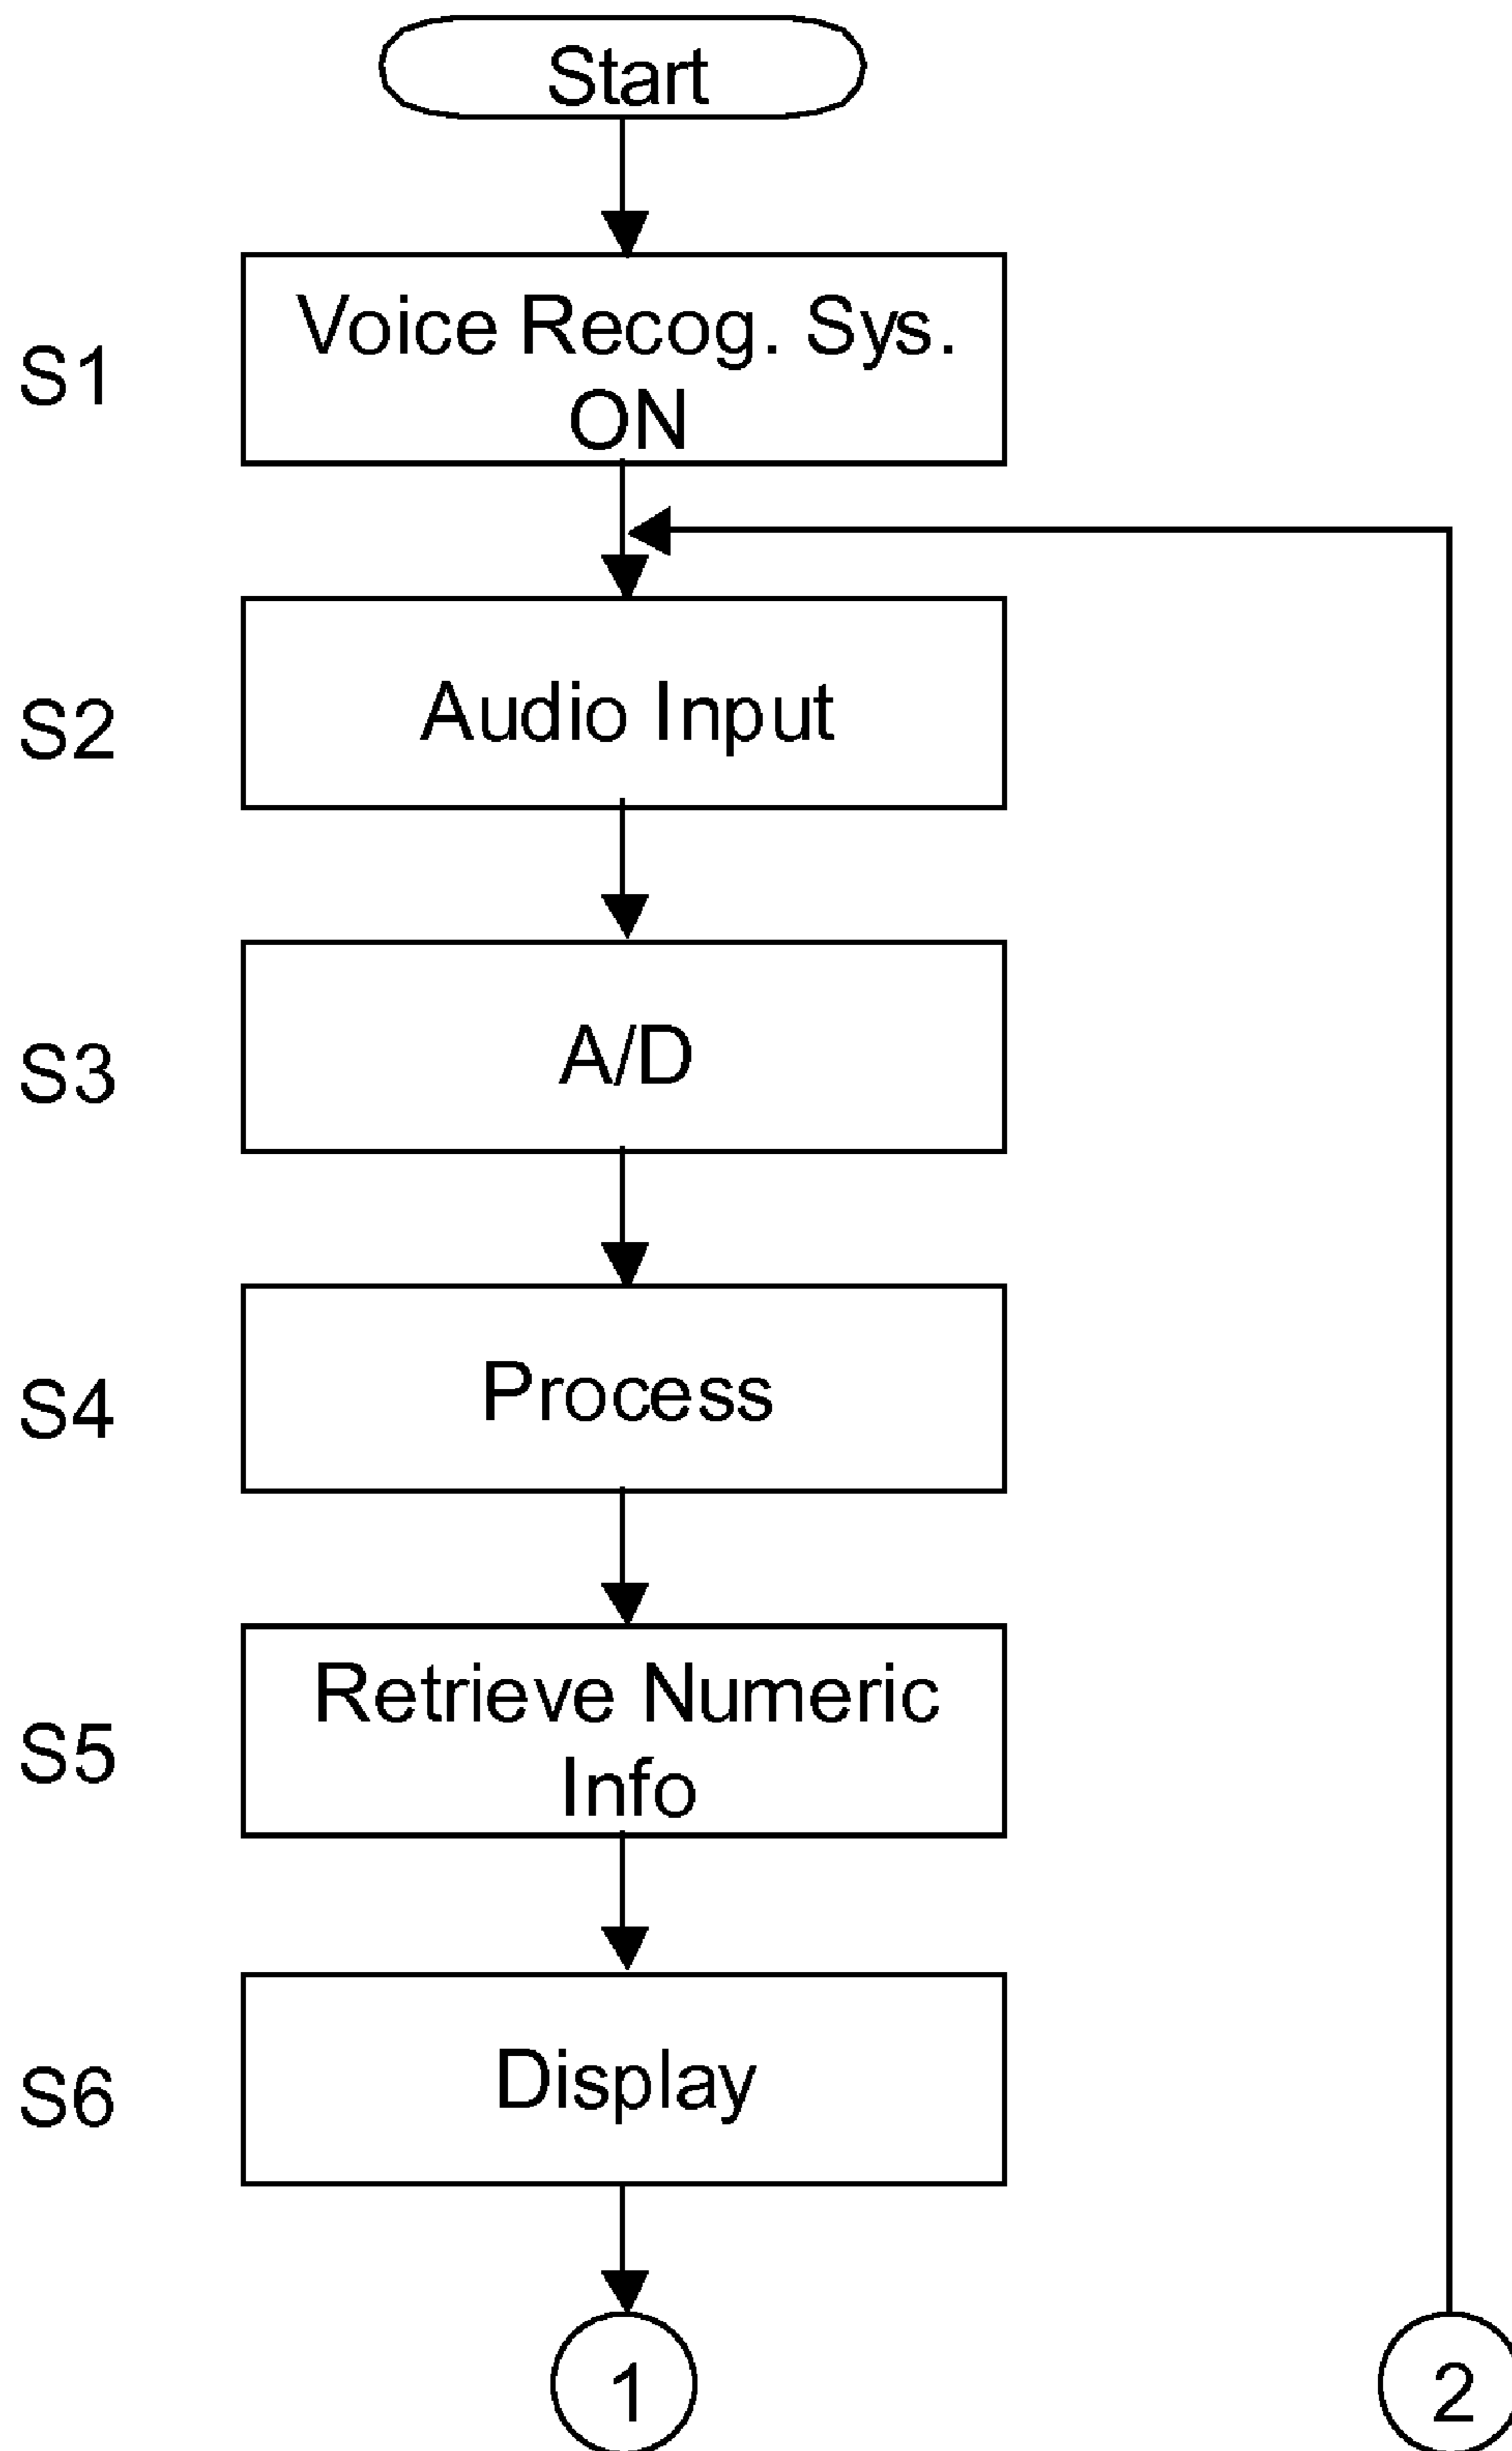 Start
S1
Voice Recog. Sys.
ON
S2
Audio Input
S3
A/D
S4
Process
S5
Retrieve Numeric
Info
S6
Display
1
2